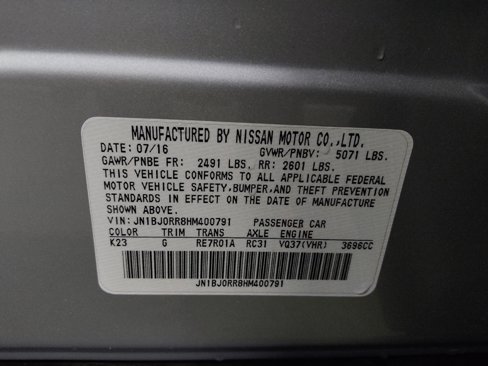 MANUFACTURED BY NISSAN MOTOR CO.,LTD.
DATE: 07/16 GVWR/PNBV: 5071 LBS.
GAWR/PNBE FR: 2491 LBS. RR: 2601 LBS.
THIS VEHICLE CONFORMS TO ALL APPLICABLE FEDERAL
MOTOR VEHICLE SAFETY,BUMPER,AND THEFT PREVENTION
STANDARDS IN EFFECT ON THE DATE OF MANUFACTURE
SHOWN ABOVE.
VIN: JN1BJ0RR8HM400791 PASSENGER CAR
COLOR TRIM TRANS AXLE ENGINE
K23 G RE7R01A RC31 VQ37(VHR) 3696CC
JN1BJ0RR8HM400791